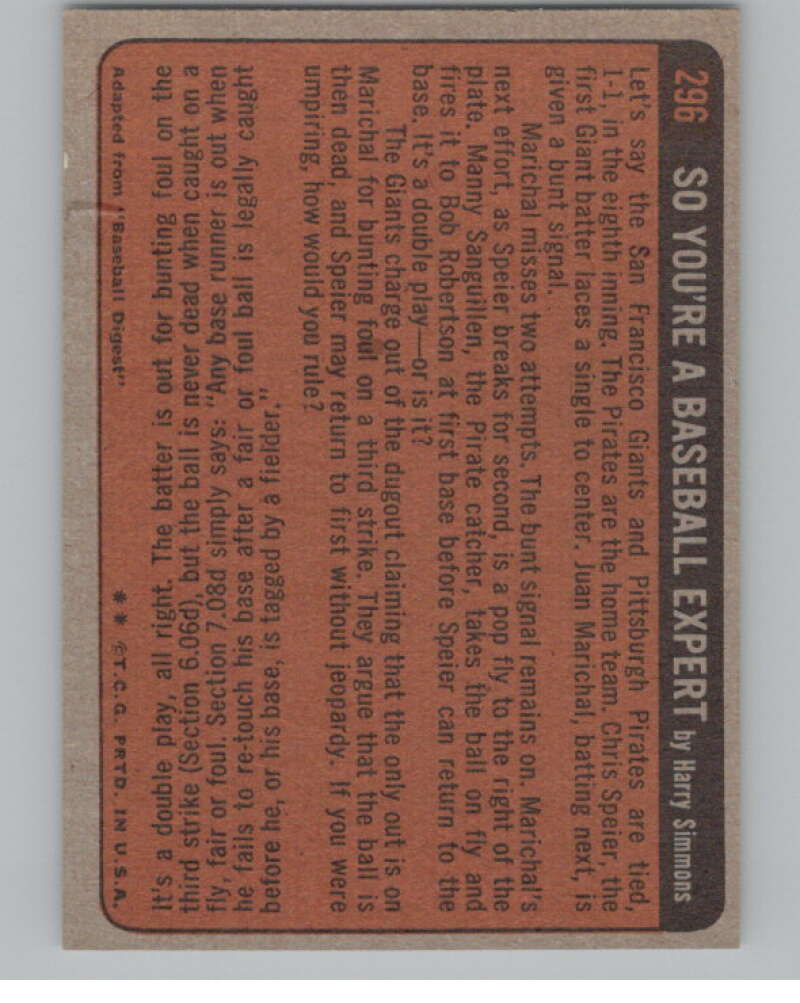 296 SO YOU'RE A BASEBALL EXPERT by Harry Simmons
Let's say the San Francisco Giants and Pittsburgh Pirates are tied,
1-1 in the eighth inning. The Pirates are the home team. Chris Speier, the
first Giant batter laces a single to center. Juan Marichal, batting next, is
given a bunt signal.
Marichal misses two attempts. The bunt signal remains on. Marichal's
next effort, as Speier breaks for second, is a pop fly to the right of the
plate. Manny Sanguillen, the Pirate catcher, takes the ball on fly and
fires it to Bob Robertson at first base before Speier can return to the
base. It's a double play—or is it?
The Giants charge out of the dugout claiming that the only out is on
Marichal for bunting foul on a third strike. They argue that the ball is
then dead, and Speier may return to first without jeopardy. If you were
umpiring, how would you rule?
It's a double play, all right. The batter is out for bunting foul on the
third strike (Section 6.06d), but the ball is never dead when caught on a
fly, fair or foul. Section 7.08d simply says: "Any base runner is out when
he fails to re-touch his base after a fair or foul ball is legally caught
before he, or his base, is tagged by a fielder."
Adapted from "Baseball Digest" ** ©T.C.G. PRTD. IN U.S.A.